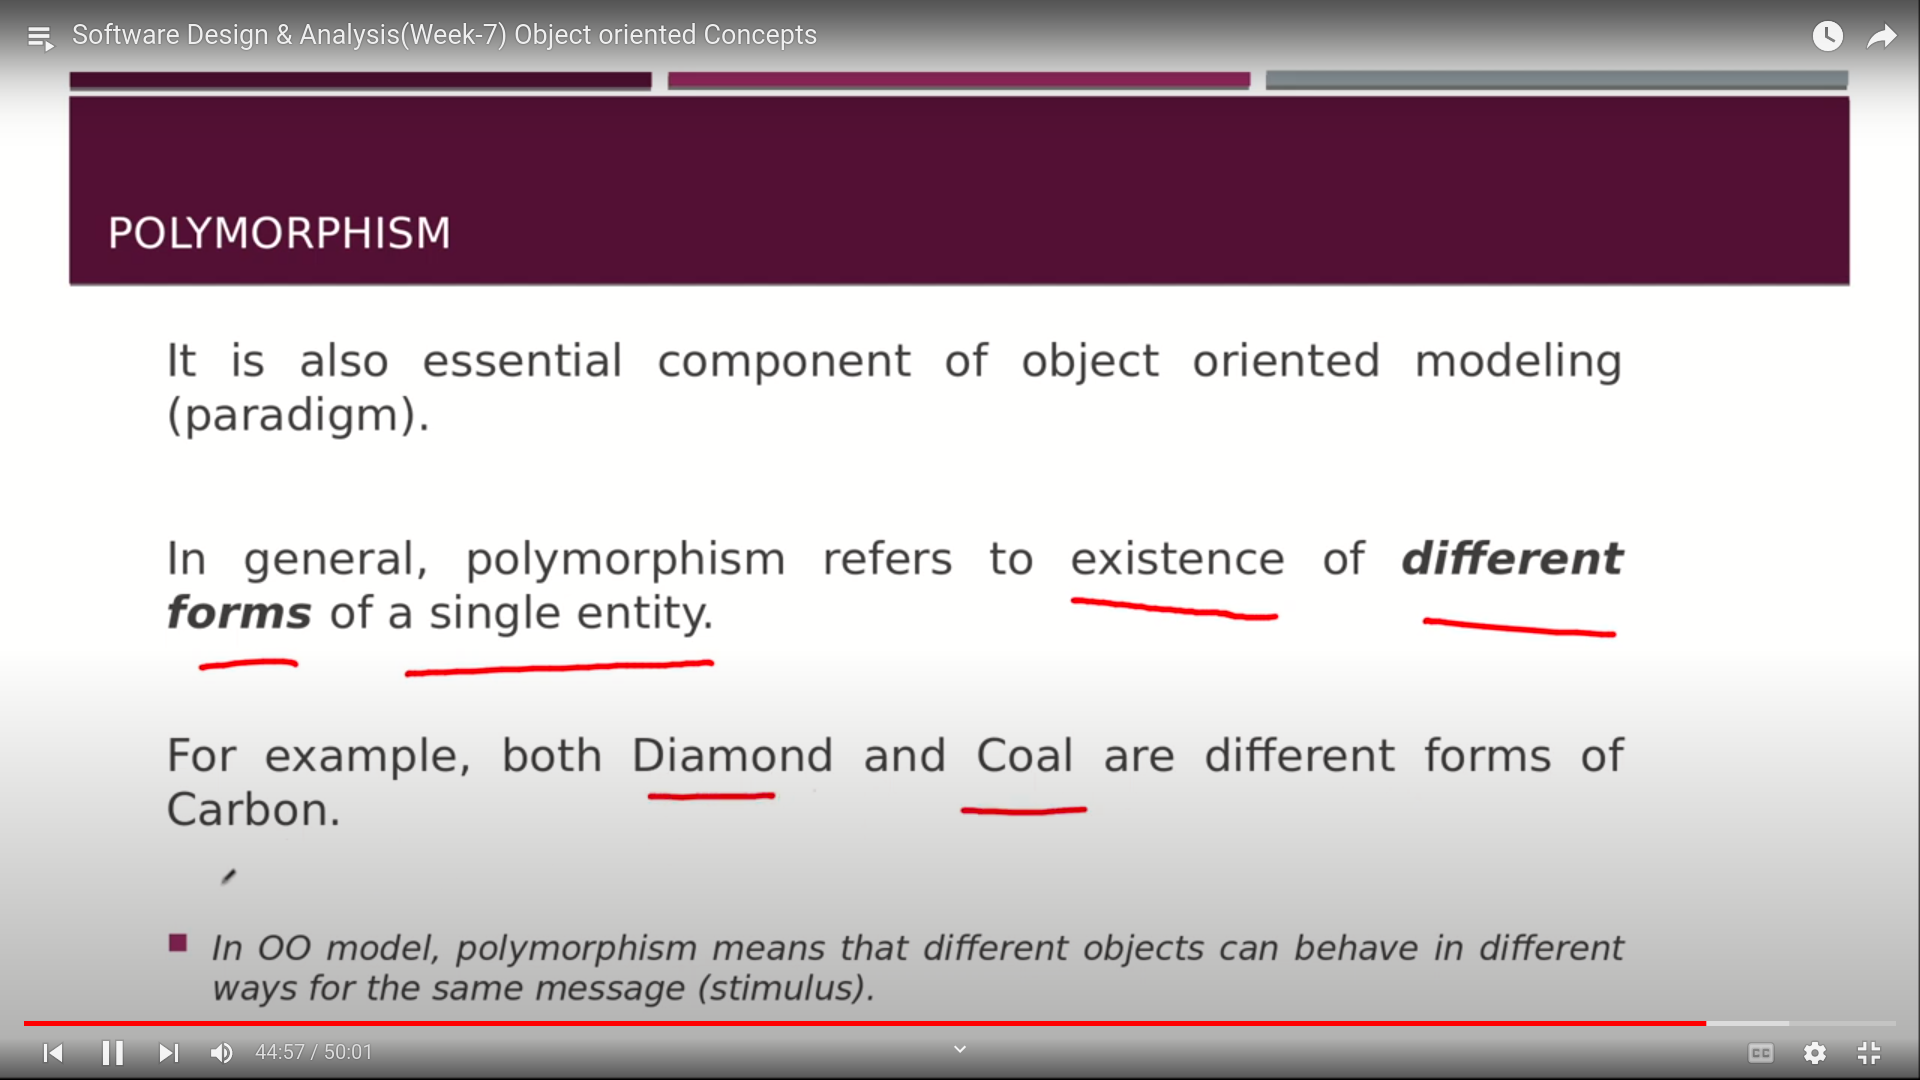 Software Design & Analysis(Week-7) Object oriented Concepts
POLYMORPHISM
It is also essential component of object oriented modeling
(paradigm).
In general, polymorphism refers to existence of different
forms of a single entity.
For example, both Diamond and Coal are different forms of
Carbon.
In OO model, polymorphism means that different objects can behave in different
ways for the same message (stimulus).
44:57 / 50:01
CC